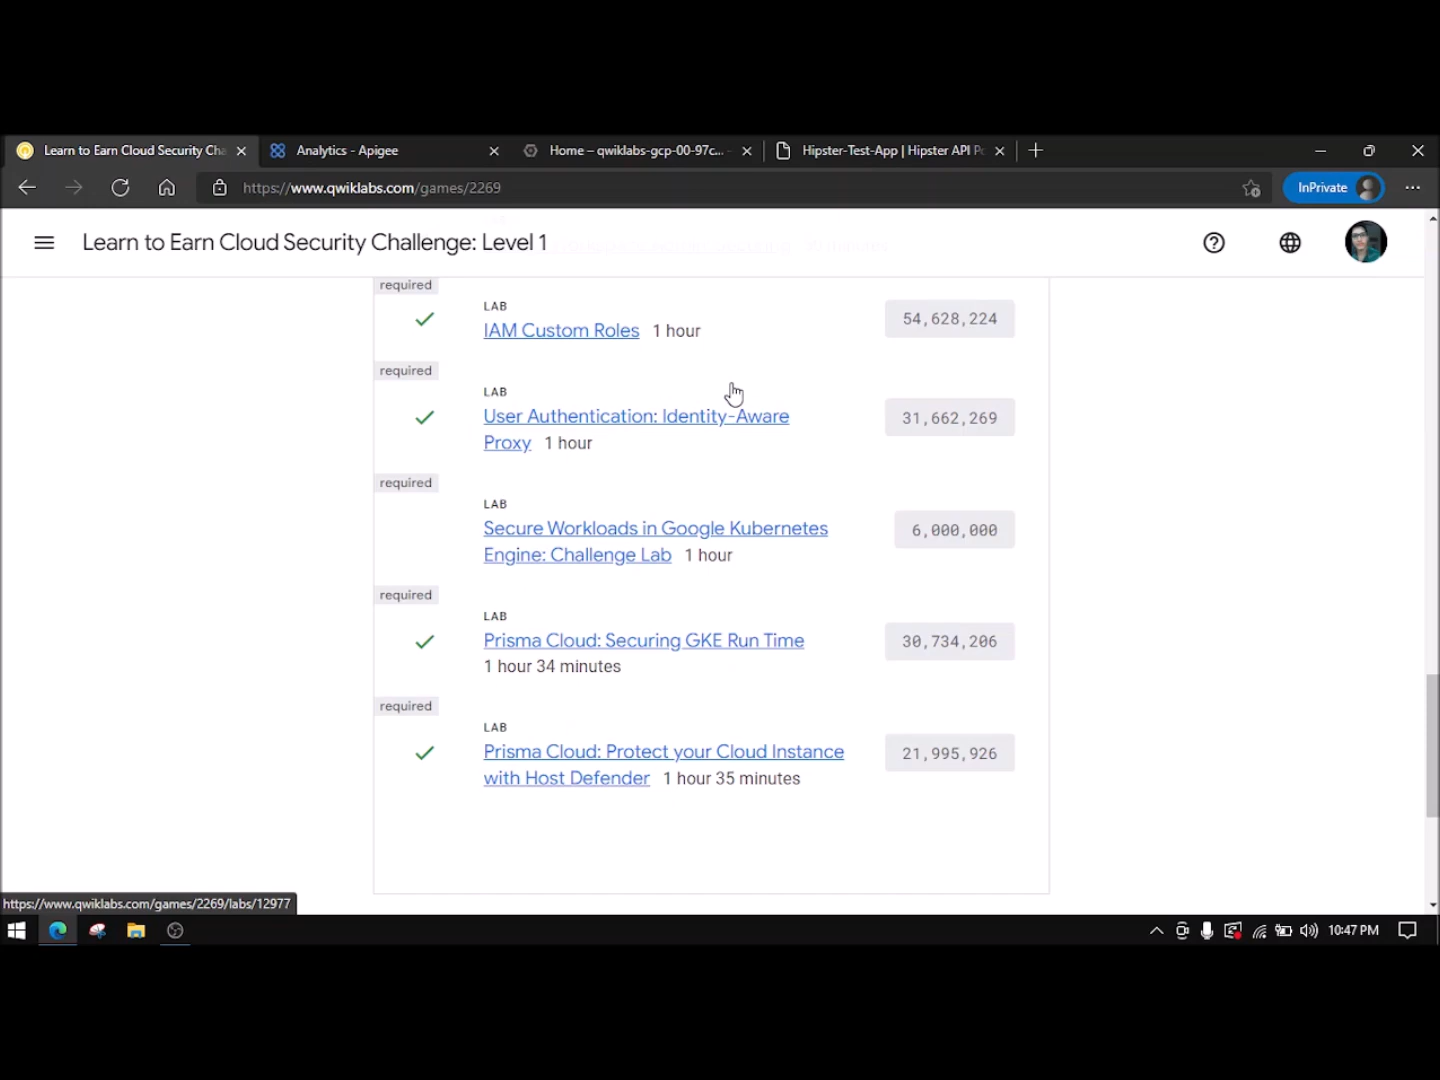 Learn to Earn Cloud Security Cha
Analytics - Apigee
Home – qwiklabs-gcp-00-97c...
Hipster-Test-App | Hipster API Po
https://www.qwiklabs.com/games/2269
InPrivate
Learn to Earn Cloud Security Challenge: Level 1
required
LAB
IAM Custom Roles 1 hour
54,628,224
required
LAB
User Authentication: Identity-Aware
Proxy 1 hour
31,662,269
required
LAB
Secure Workloads in Google Kubernetes
Engine: Challenge Lab 1 hour
6,000,000
required
LAB
Prisma Cloud: Securing GKE Run Time
1 hour 34 minutes
30,734,206
required
LAB
Prisma Cloud: Protect your Cloud Instance
with Host Defender 1 hour 35 minutes
21,995,926
https://www.qwiklabs.com/games/2269/labs/12977
10:47 PM